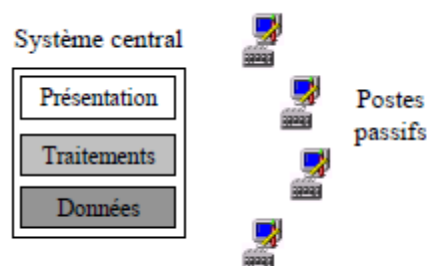 Système central
Présentation
Traitements
Données
Postes
passifs